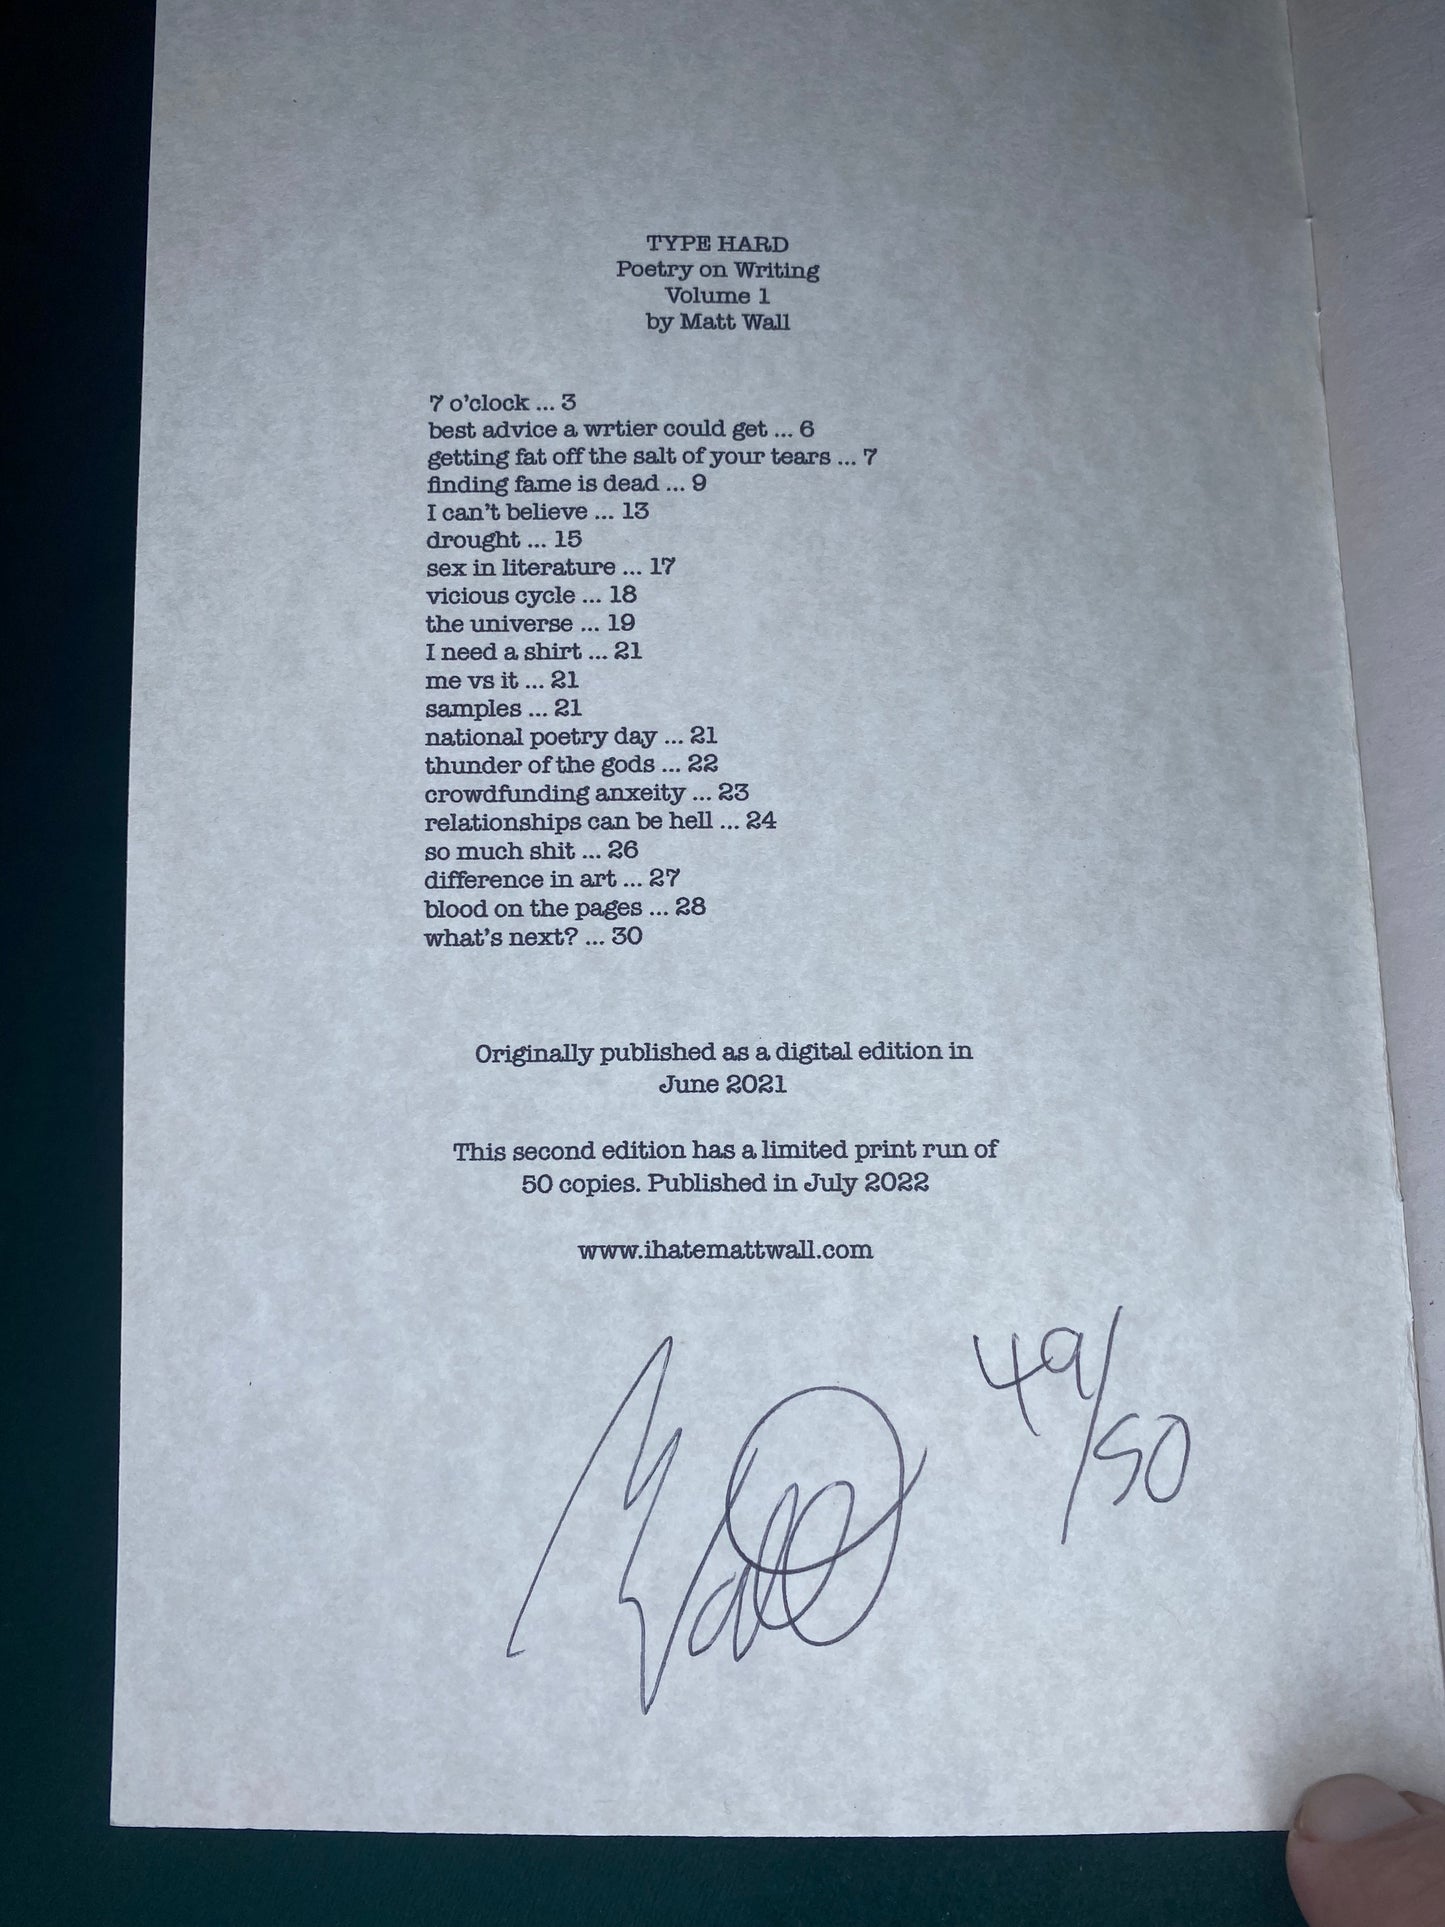 TYPE HARD
Poetry on Writing
Volume 1
by Matt Wall
7 o'clock ... 3
best advice a wrtier could get ... 6
getting fat off the salt of your tears ... 7
finding fame is dead ... 9
I can't believe ... 13
drought ... 15
sex in literature ... 17
vicious cycle ... 18
the universe ... 19
I need a shirt ... 21
me vs it ... 21
samples ... 21
national poetry day ... 21
thunder of the gods ... 22
crowdfunding anxeity ... 23
relationships can be hell ... 24
so much shit ... 26
difference in art ... 27
blood on the pages ... 28
what's next? ... 30
Originally published as a digital edition in
June 2021
This second edition has a limited print run of
50 copies. Published in July 2022
www.ihatemattwall.com
49/50